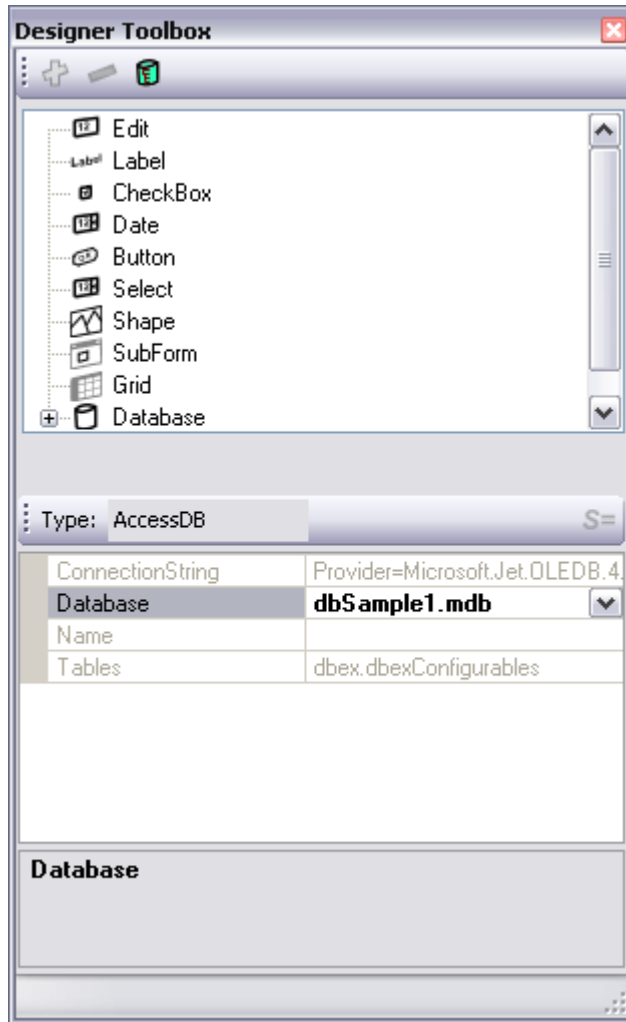 Designer Toolbox
Edit
Label Label
CheckBox
Date
Button
Select
Shape
SubForm
Grid
Database
Type: AccessDB S=
ConnectionString Provider=Microsoft.Jet.OLEDB.4.
Database dbSample1.mdb
Name
Tables dbex.dbexConfigurables
Database